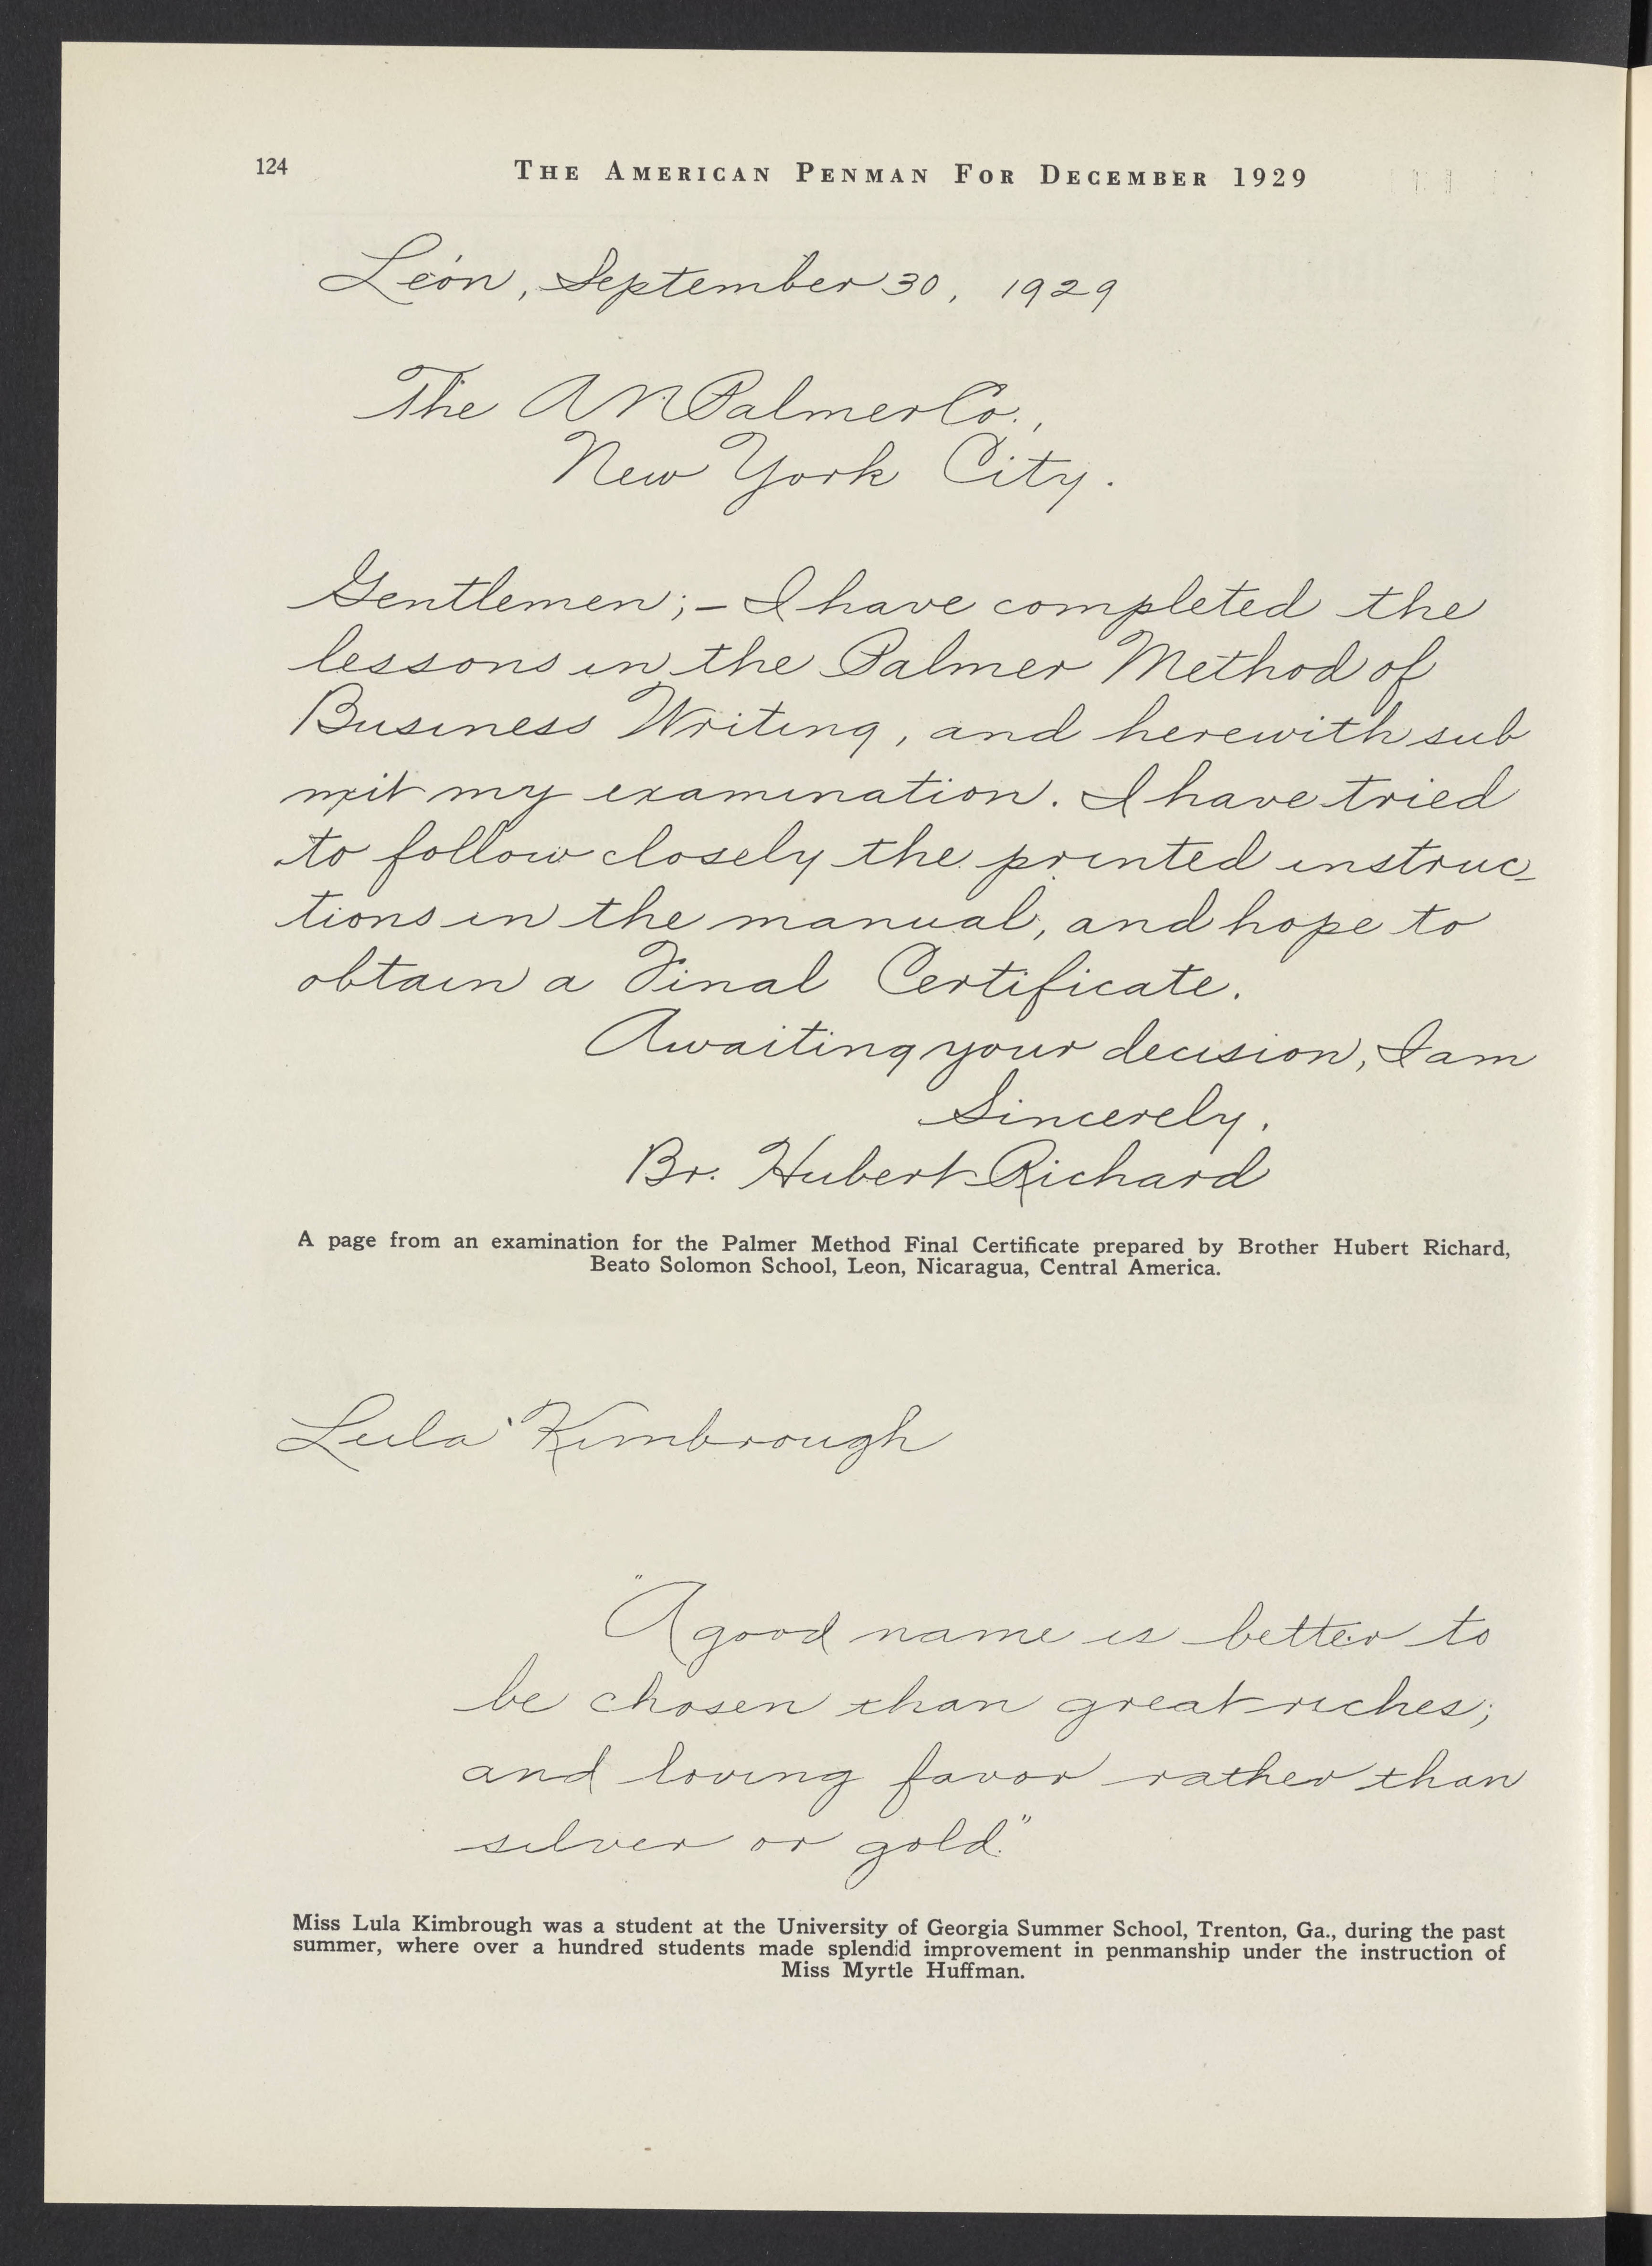 124
THE AMERICAN PENMAN FOR DECEMBER 1929
León, September 30, 1929
The A N Palmer Co.,
New York City.
Gentlemen;- I have completed the
lessons in the Palmer Method of
Business Writing, and herewith sub
mit my examination. I have tried
to follow closely the printed instruc-
tions in the manual, and hope to
obtain a Final Certificate.
Awaiting your decision, I am
Sincerely,
Br. Hubert Richard
A page from an examination for the Palmer Method Final Certificate prepared by Brother Hubert Richard,
Beato Solomon School, Leon, Nicaragua, Central America.
Lula Kimbrough
"A good name is better to
be chosen than great riches;
and loving favor rather than
silver or gold."
Miss Lula Kimbrough was a student at the University of Georgia Summer School, Trenton, Ga., during the past
summer, where over a hundred students made splendid improvement in penmanship under the instruction of
Miss Myrtle Huffman.